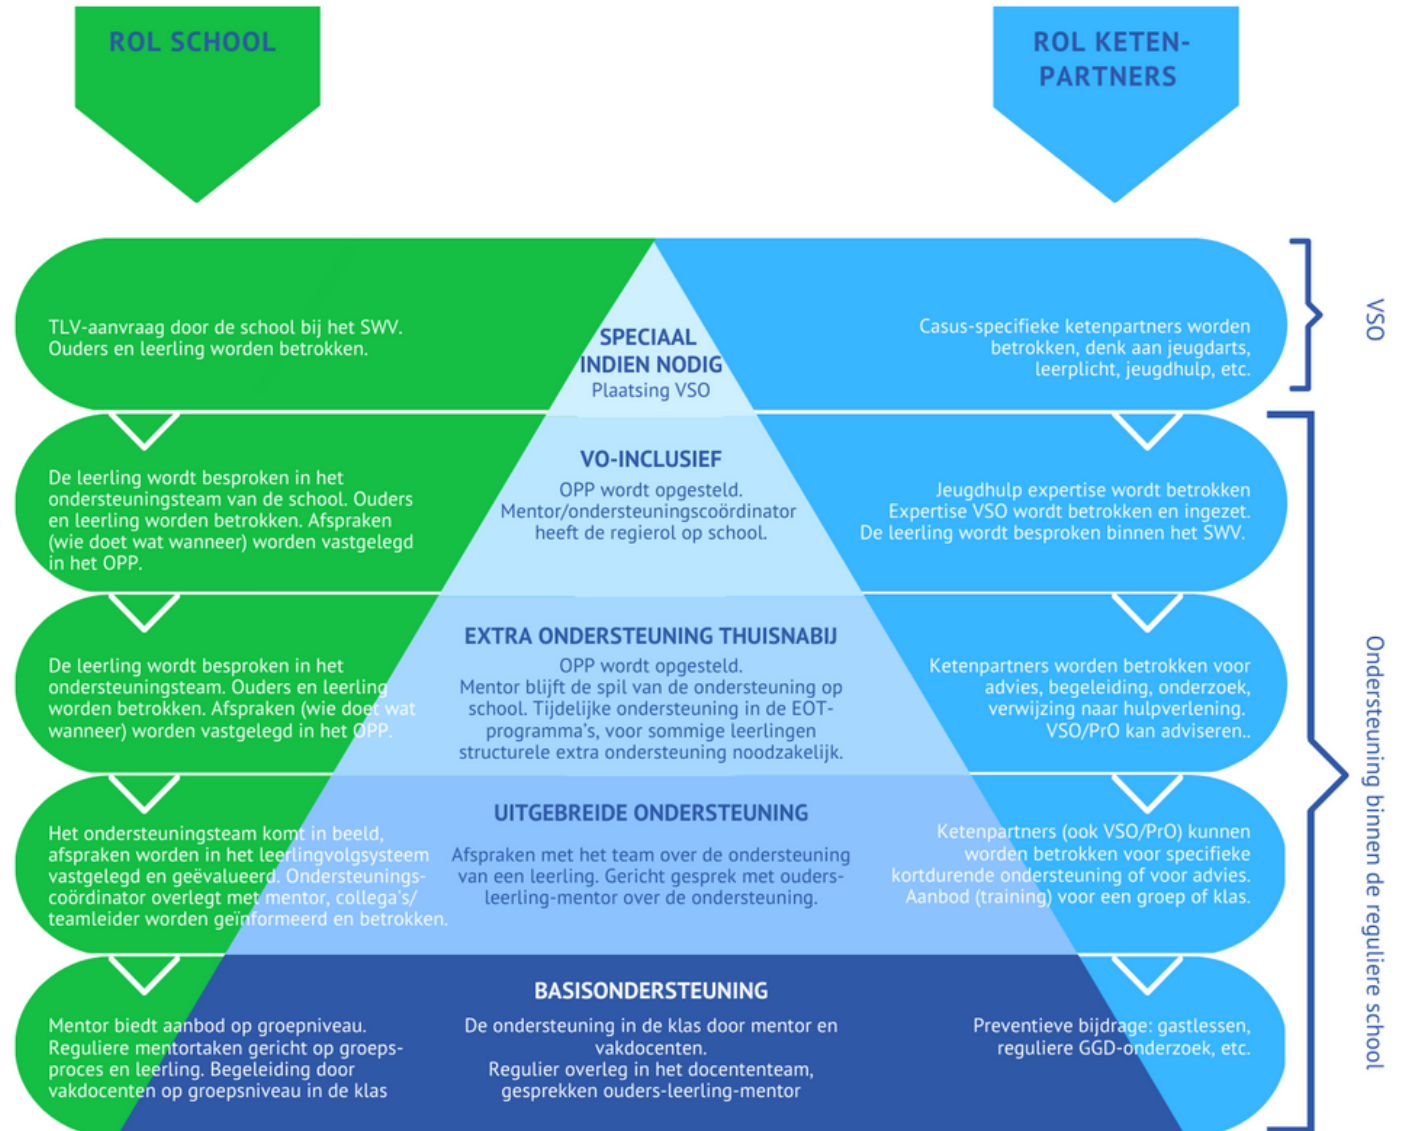 ROL SCHOOL
ROL KETEN-
PARTNERS
TLV-aanvraag door de school bij het SWV.
Ouders en leerling worden betrokken.
SPECIAAL
INDIEN NODIG
Plaatsing VSO
Casus-specifieke ketenpartners worden
betrokken, denk aan jeugdarts,
leerplicht, jeugdhulp, etc.
VSO
De leerling wordt besproken in het
ondersteuningsteam van de school. Ouders
en leerling worden betrokken. Afspraken
(wie doet wat wanneer) worden vastgelegd
in het OPP.
VO-INCLUSIEF
OPP wordt opgesteld.
Mentor/ondersteuningscoördinator
heeft de regierol op school.
Jeugdhulp expertise wordt betrokken
Expertise VSO wordt betrokken en ingezet.
De leerling wordt besproken binnen het SWV.
De leerling wordt besproken in het
ondersteuningsteam. Ouders en leerling
worden betrokken. Afspraken (wie doet wat
wanneer) worden vastgelegd in het OPP.
EXTRA ONDERSTEUNING THUISNABIJ
OPP wordt opgesteld.
Mentor blijft de spil van de ondersteuning op
school. Tijdelijke ondersteuning in de EOT-
programma's, voor sommige leerlingen
structurele extra ondersteuning noodzakelijk.
Ketenpartners worden betrokken voor
advies, begeleiding, onderzoek,
verwijzing naar hulpverlening.
VSO/PrO kan adviseren..
Het ondersteuningsteam komt in beeld,
afspraken worden in het leerlingvolgsysteem
vastgelegd en geëvalueerd. Ondersteunings-
coördinator overlegt met mentor, collega's/
teamleider worden geïnformeerd en betrokken.
UITGEBREIDE ONDERSTEUNING
Afspraken met het team over de ondersteuning
van een leerling. Gericht gesprek met ouders-
leerling-mentor over de ondersteuning.
Ketenpartners (ook VSO/PrO) kunnen
worden betrokken voor specifieke
kortdurende ondersteuning of voor advies.
Aanbod (training) voor een groep of klas.
Mentor biedt aanbod op groepniveau.
Reguliere mentortaken gericht op groeps-
proces en leerling. Begeleiding door
vakdocenten op groepsniveau in de klas
BASISONDERSTEUNING
De ondersteuning in de klas door mentor en
vakdocenten.
Regulier overleg in het docententeam,
gesprekken ouders-leerling-mentor
Preventieve bijdrage: gastlessen,
reguliere GGD-onderzoek, etc.
Ondersteuning binnen de reguliere school